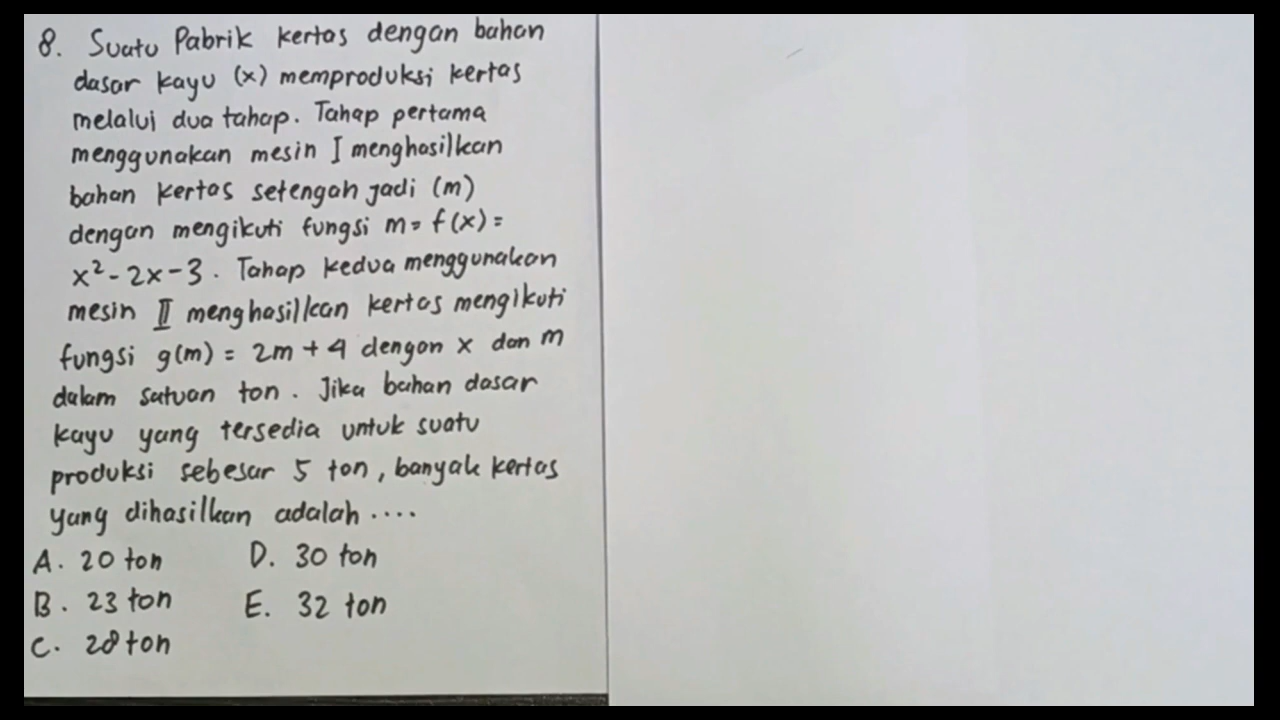 8. Suatu Pabrik kertas dengan bahan
dasar kayu (x) memproduksi kertas
melalui dua tahap. Tahap pertama
menggunakan mesin I menghasilkan
bahan kertas setengah jadi (m)
dengan mengikuti fungsi m = f(x) =
x² - 2x - 3. Tahap kedua menggunakan
mesin II menghasilkan kertas mengikuti
fungsi g(m) = 2m + 4 dengan x dan m
dalam satuan ton. Jika bahan dasar
kayu yang tersedia untuk suatu
produksi sebesar 5 ton, banyak kertas
yang dihasilkan adalah ....
A. 20 ton D. 30 ton
B. 23 ton E. 32 ton
C. 28 ton